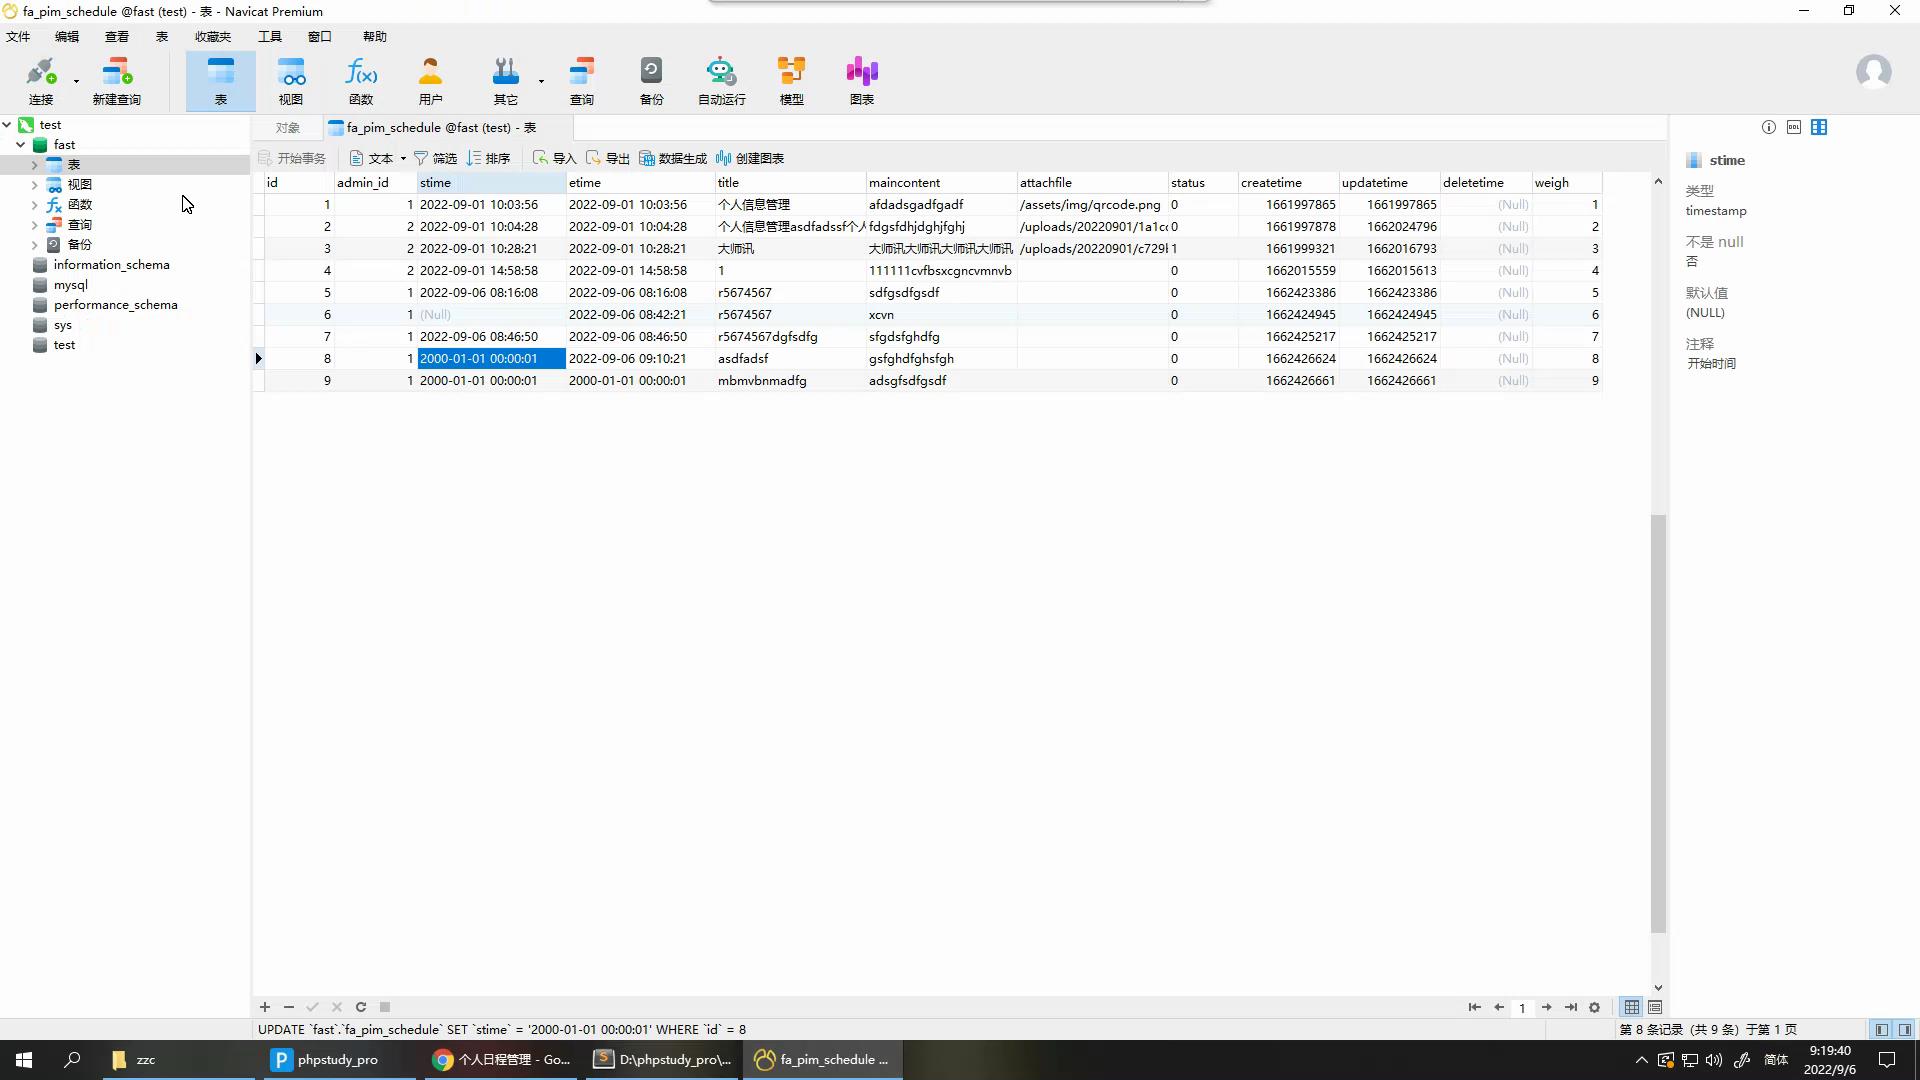 fa_pim_schedule @fast (test) - 表 - Navicat Premium
文件 编辑 查看 表 收藏夹 工具 窗口 帮助
连接 新建查询 表 视图 函数 用户 其它 查询 备份 自动运行 模型 图表
f(x)
test
fast
表
视图
函数
查询
备份
information_schema
mysql
performance_schema
sys
test
对象 fa_pim_schedule @fast (test) - 表
开始事务 文本 筛选 排序 导入 导出 数据生成 创建图表
id admin_id stime etime title maincontent attachfile status createtime updatetime deletetime weigh
1 1 2022-09-01 10:03:56 2022-09-01 10:03:56 个人信息管理 afdadsgadfgadf /assets/img/qrcode.png 0 1661997865 1661997865 (Null) 1
2 2 2022-09-01 10:04:28 2022-09-01 10:04:28 个人信息管理asdfadssf个人 fdgsfdhjdghjfghj /uploads/20220901/1a1c 0 1661997878 1662024796 (Null) 2
3 2 2022-09-01 10:28:21 2022-09-01 10:28:21 大师讯 大师讯大师讯大师讯大师讯 /uploads/20220901/c729 1 1661999321 1662016793 (Null) 3
4 2 2022-09-01 14:58:58 2022-09-01 14:58:58 1 111111cvfbsxcgncvmnvb 0 1662015559 1662015613 (Null) 4
5 1 2022-09-06 08:16:08 2022-09-06 08:16:08 r5674567 sdfgsdfgsdf 0 1662423386 1662423386 (Null) 5
6 1 (Null) 2022-09-06 08:42:21 r5674567 xcvn 0 1662424945 1662424945 (Null) 6
7 1 2022-09-06 08:46:50 2022-09-06 08:46:50 r5674567dgfsdfg sfgdsfghdfg 0 1662425217 1662425217 (Null) 7
8 1 2000-01-01 00:00:01 2022-09-06 09:10:21 asdfadsf gsfghdfghsfgh 0 1662426624 1662426624 (Null) 8
9 1 2000-01-01 00:00:01 2000-01-01 00:00:01 mbmvbnmadfg adsgfsdfgsdf 0 1662426661 1662426661 (Null) 9
DDL
stime
类型
timestamp
不是 null
否
默认值
(NULL)
注释
开始时间
1
UPDATE `fast`.`fa_pim_schedule` SET `stime` = '2000-01-01 00:00:01' WHERE `id` = 8
第 8 条记录 (共 9 条) 于第 1 页
zzc phpstudy_pro 个人日程管理 - Go... D:\phpstudy_pro\... fa_pim_schedule ...
简体
9:19:40
2022/9/6